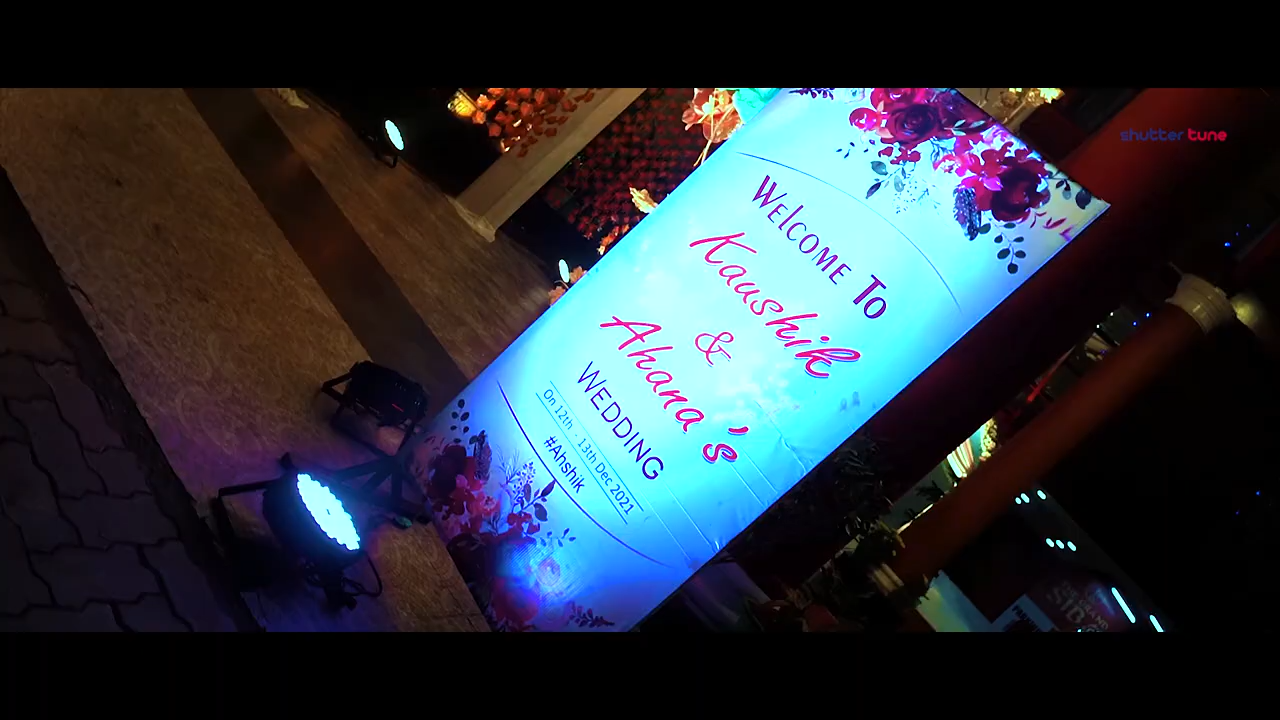 shutter tune
WELCOME TO
Kaushik
&
Ahana's
WEDDING
On 12th - 13th Dec 2021
#Ahshik